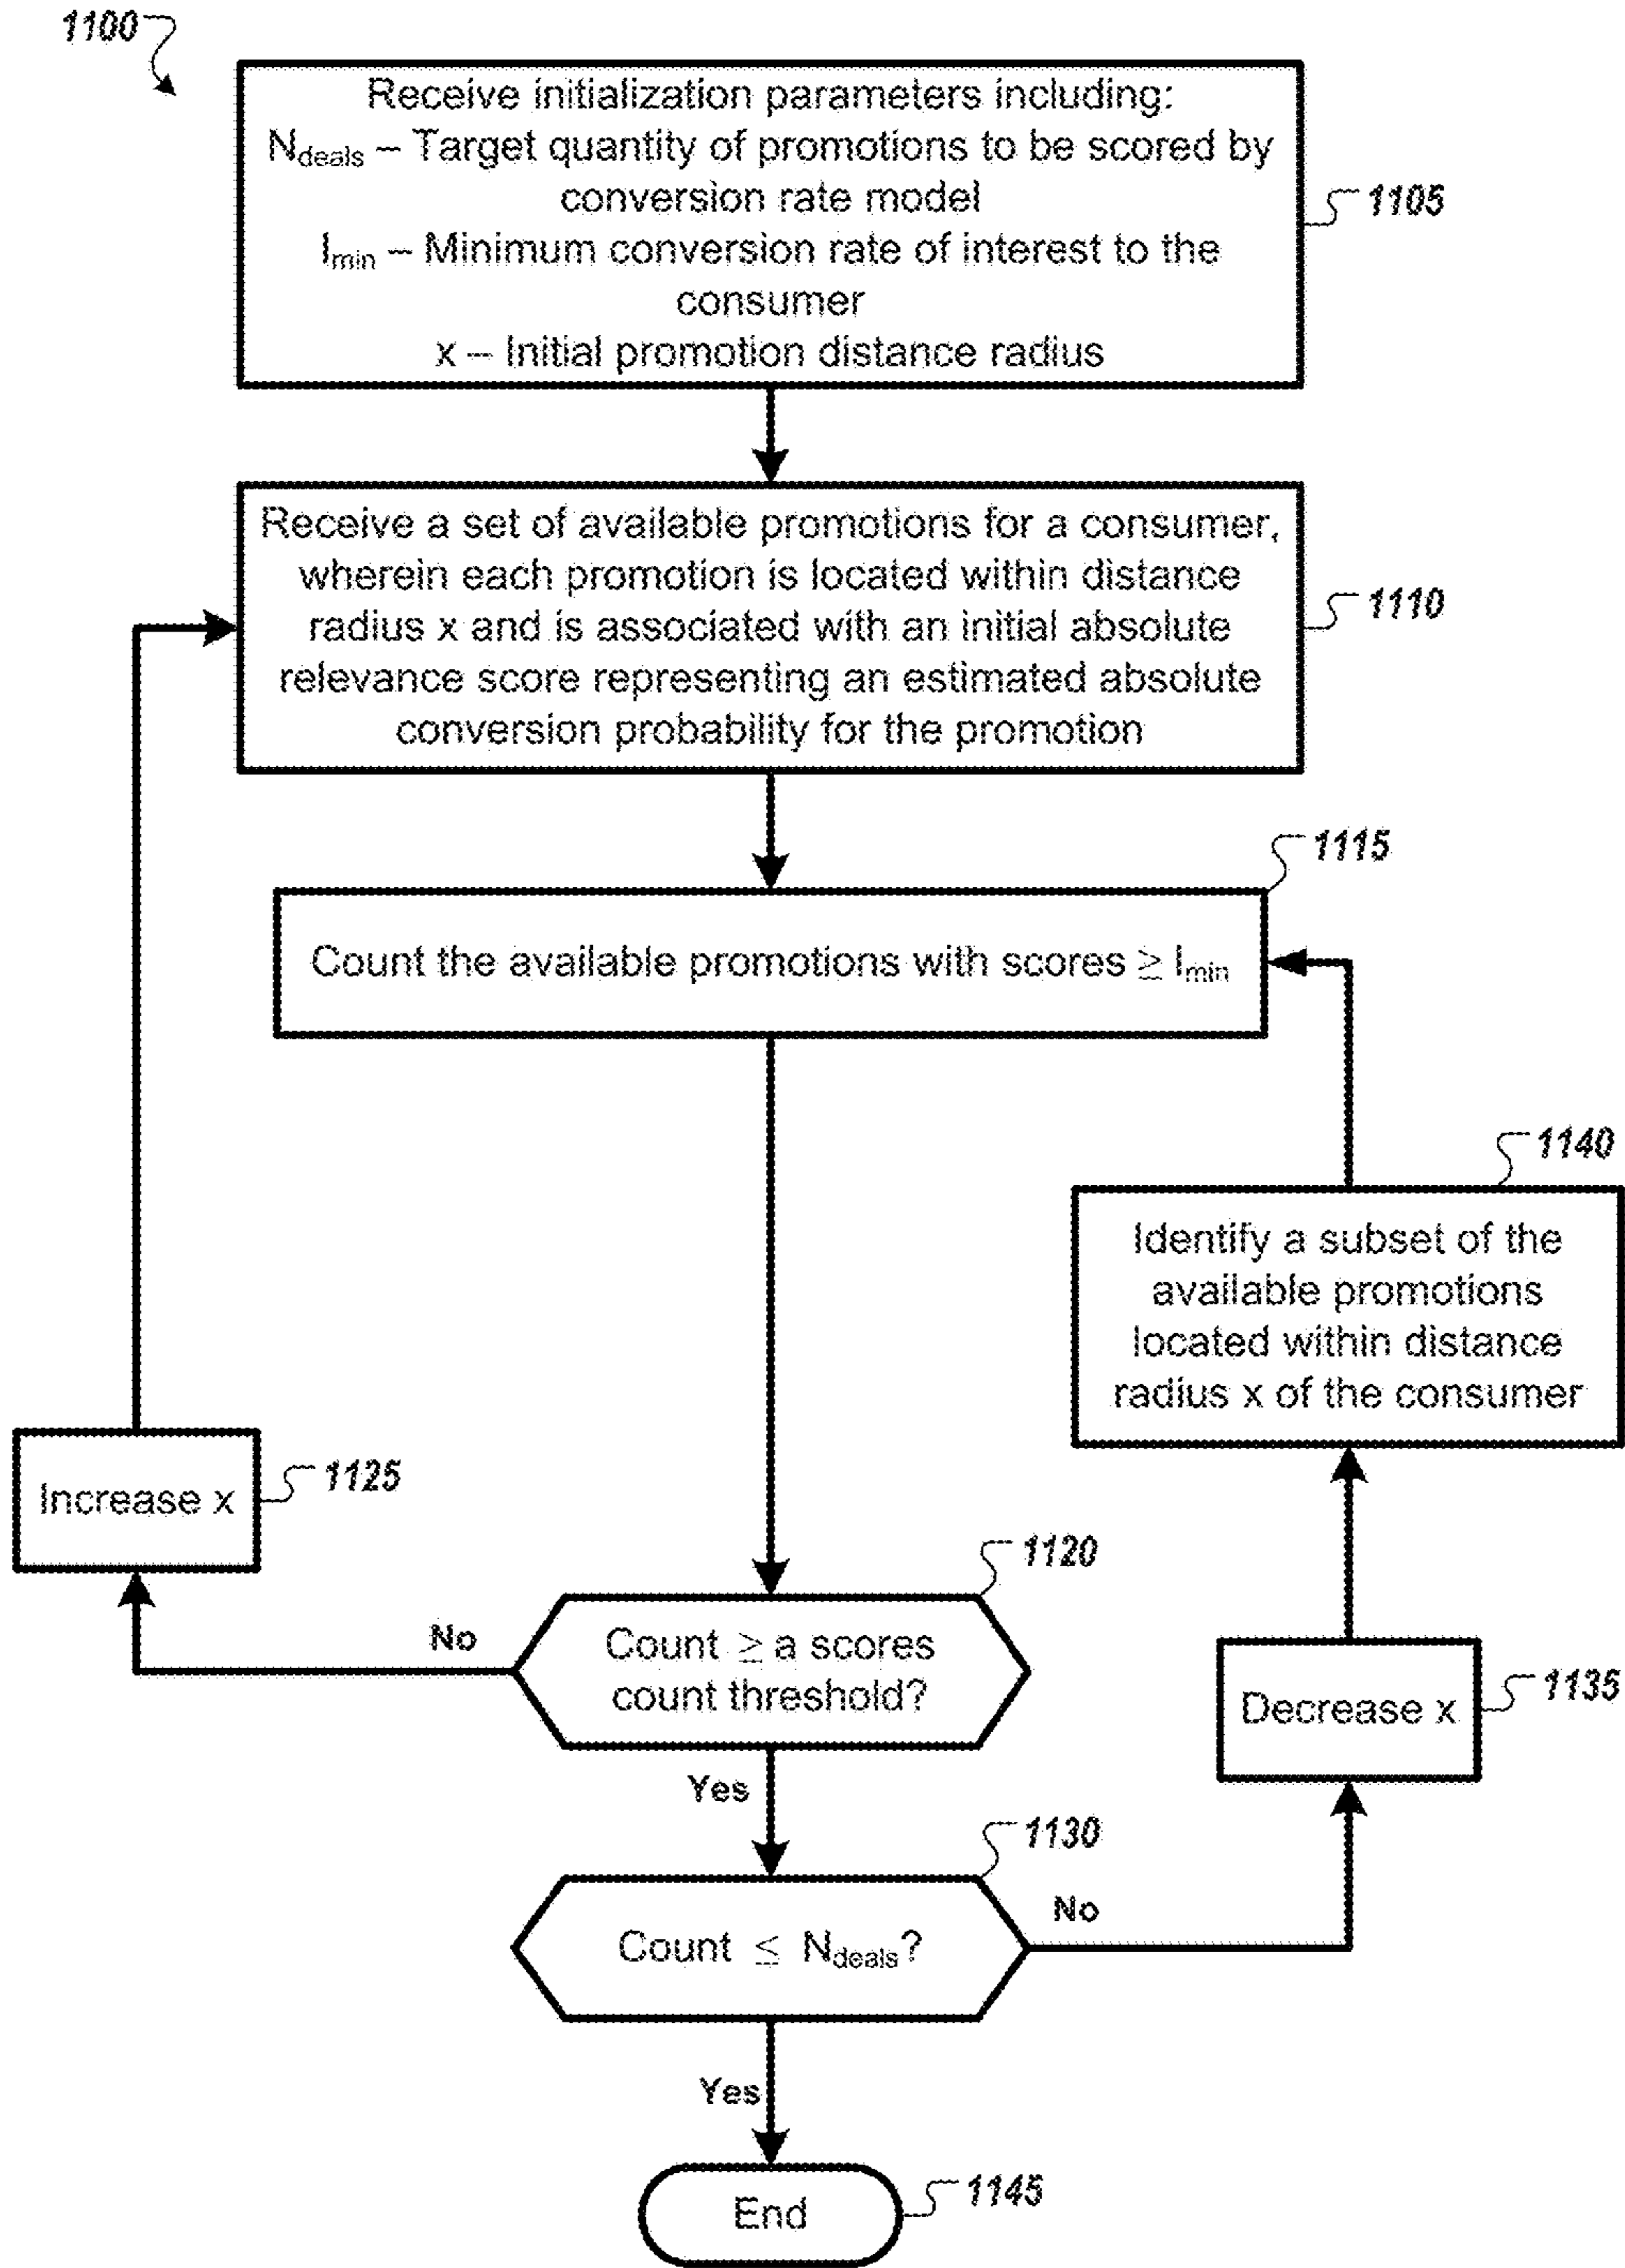 1100
Receive initialization parameters including:
N_deals – Target quantity of promotions to be scored by
conversion rate model
I_min – Minimum conversion rate of interest to the
consumer
x – Initial promotion distance radius
1105
Receive a set of available promotions for a consumer,
wherein each promotion is located within distance
radius x and is associated with an initial absolute
relevance score representing an estimated absolute
conversion probability for the promotion
1110
1115
Count the available promotions with scores ≥ I_min
1140
Identify a subset of the
available promotions
located within distance
radius x of the consumer
Increase x
1125
1120
No
Count ≥ a scores
count threshold?
Decrease x
1135
Yes
1130
No
Count ≤ N_deals?
Yes
End
1145